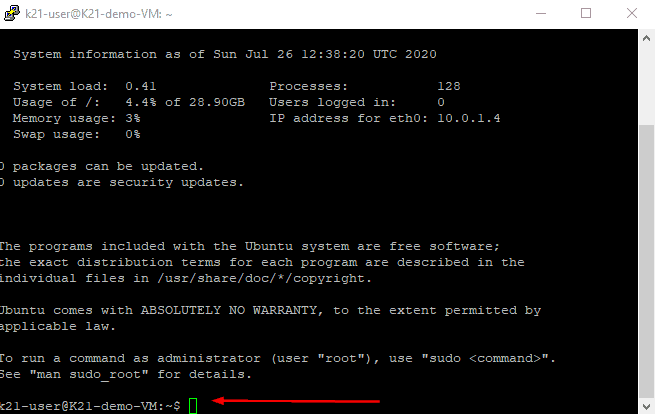 k21-user@K21-demo-VM: ~
System information as of Sun Jul 26 12:38:20 UTC 2020
System load: 0.41 Processes: 128
Usage of /: 4.4% of 28.90GB Users logged in: 0
Memory usage: 3% IP address for eth0: 10.0.1.4
Swap usage: 0%
0 packages can be updated.
0 updates are security updates.
The programs included with the Ubuntu system are free software;
the exact distribution terms for each program are described in the
individual files in /usr/share/doc/*/copyright.
Ubuntu comes with ABSOLUTELY NO WARRANTY, to the extent permitted by
applicable law.
To run a command as administrator (user "root"), use "sudo <command>".
See "man sudo_root" for details.
k21-user@K21-demo-VM:~$